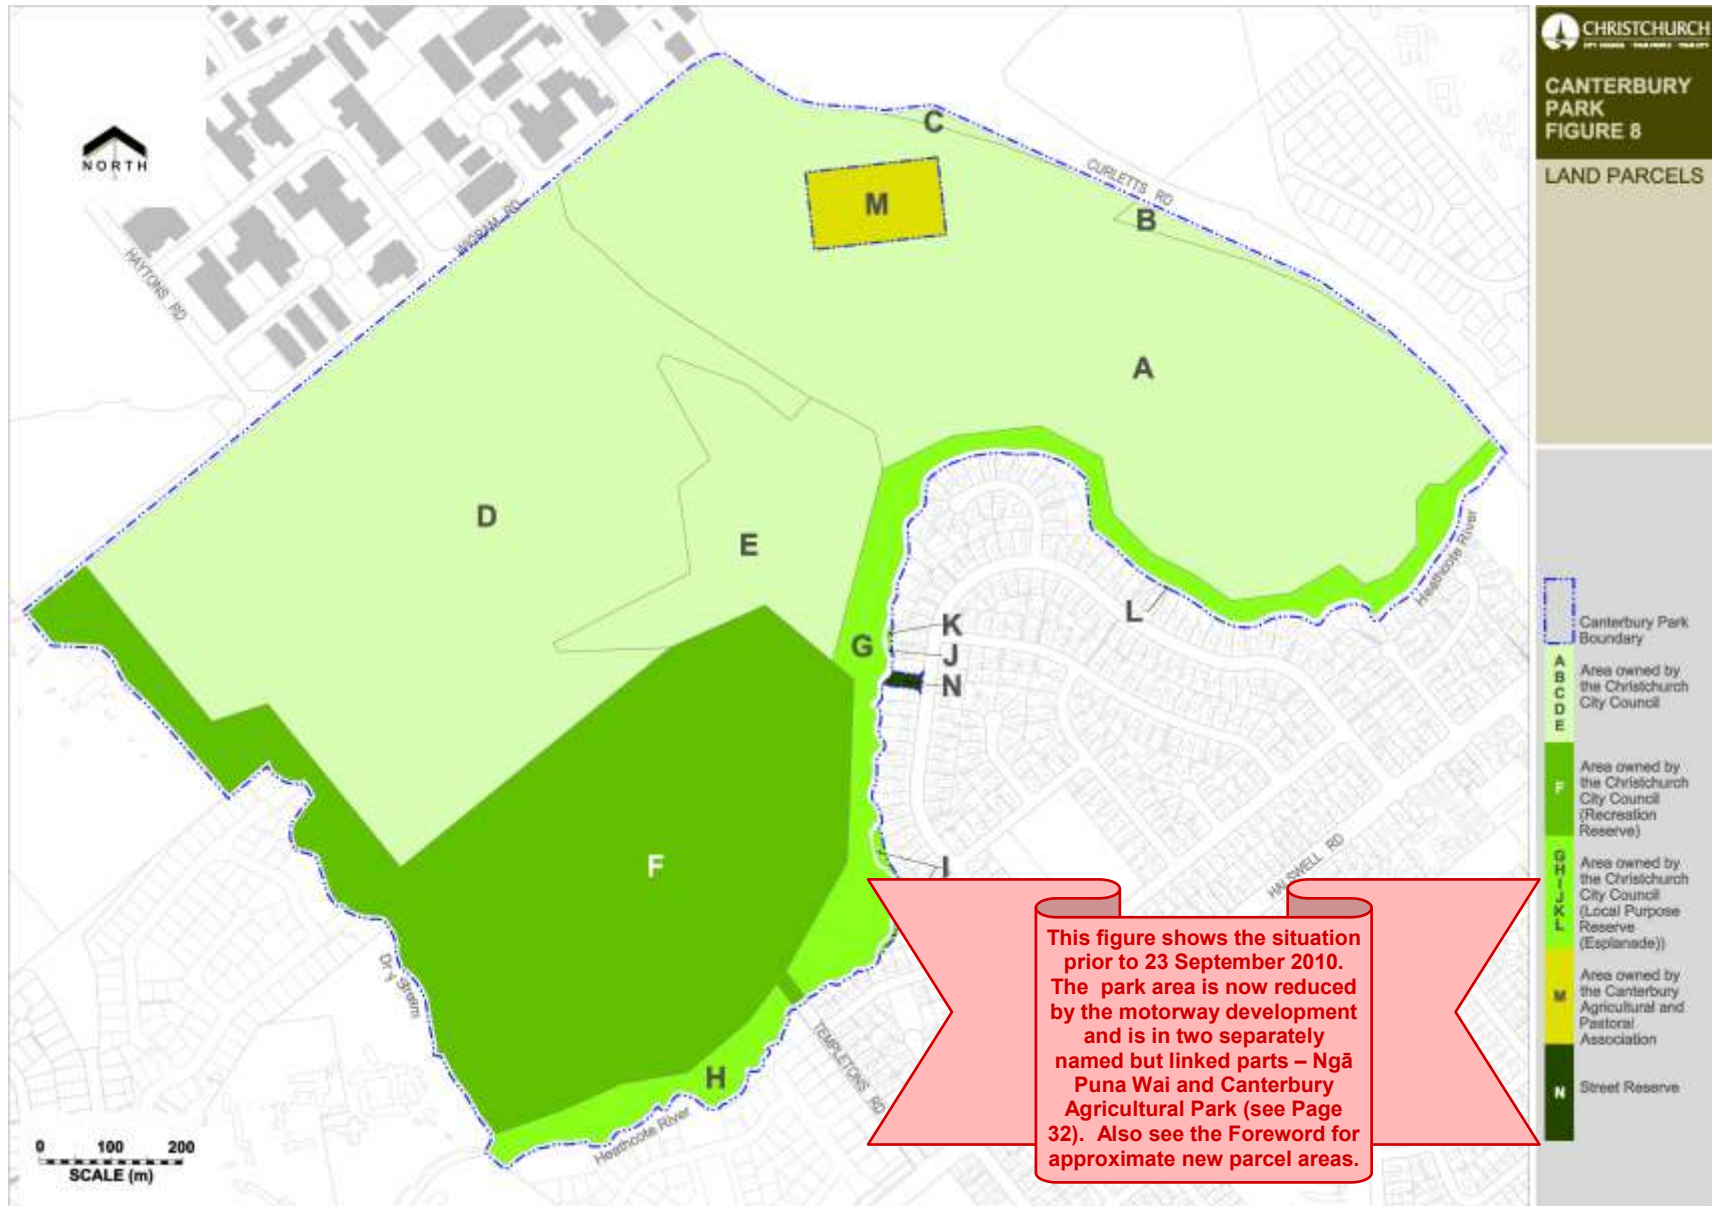 CHRISTCHURCH
CITY COUNCIL · YOUR PEOPLE · YOUR CITY
CANTERBURY
PARK
FIGURE 8
LAND PARCELS
NORTH
HAYTONS RD
WIGRAM RD
CURLETTS RD
C
M
B
A
D
E
G
K
J
N
L
Heathcote River
F
I
HALSWELL RD
Dry Stream
H
TEMPLETONS RD
Heathcote River
0 100 200
SCALE (m)
This figure shows the situation
prior to 23 September 2010.
The park area is now reduced
by the motorway development
and is in two separately
named but linked parts – Ngā
Puna Wai and Canterbury
Agricultural Park (see Page
32). Also see the Foreword for
approximate new parcel areas.
Canterbury Park
Boundary
A
B
C
D
E
Area owned by
the Christchurch
City Council
F
Area owned by
the Christchurch
City Council
(Recreation
Reserve)
G
H
I
J
K
L
Area owned by
the Christchurch
City Council
(Local Purpose
Reserve
(Esplanade))
M
Area owned by
the Canterbury
Agricultural and
Pastoral
Association
N
Street Reserve